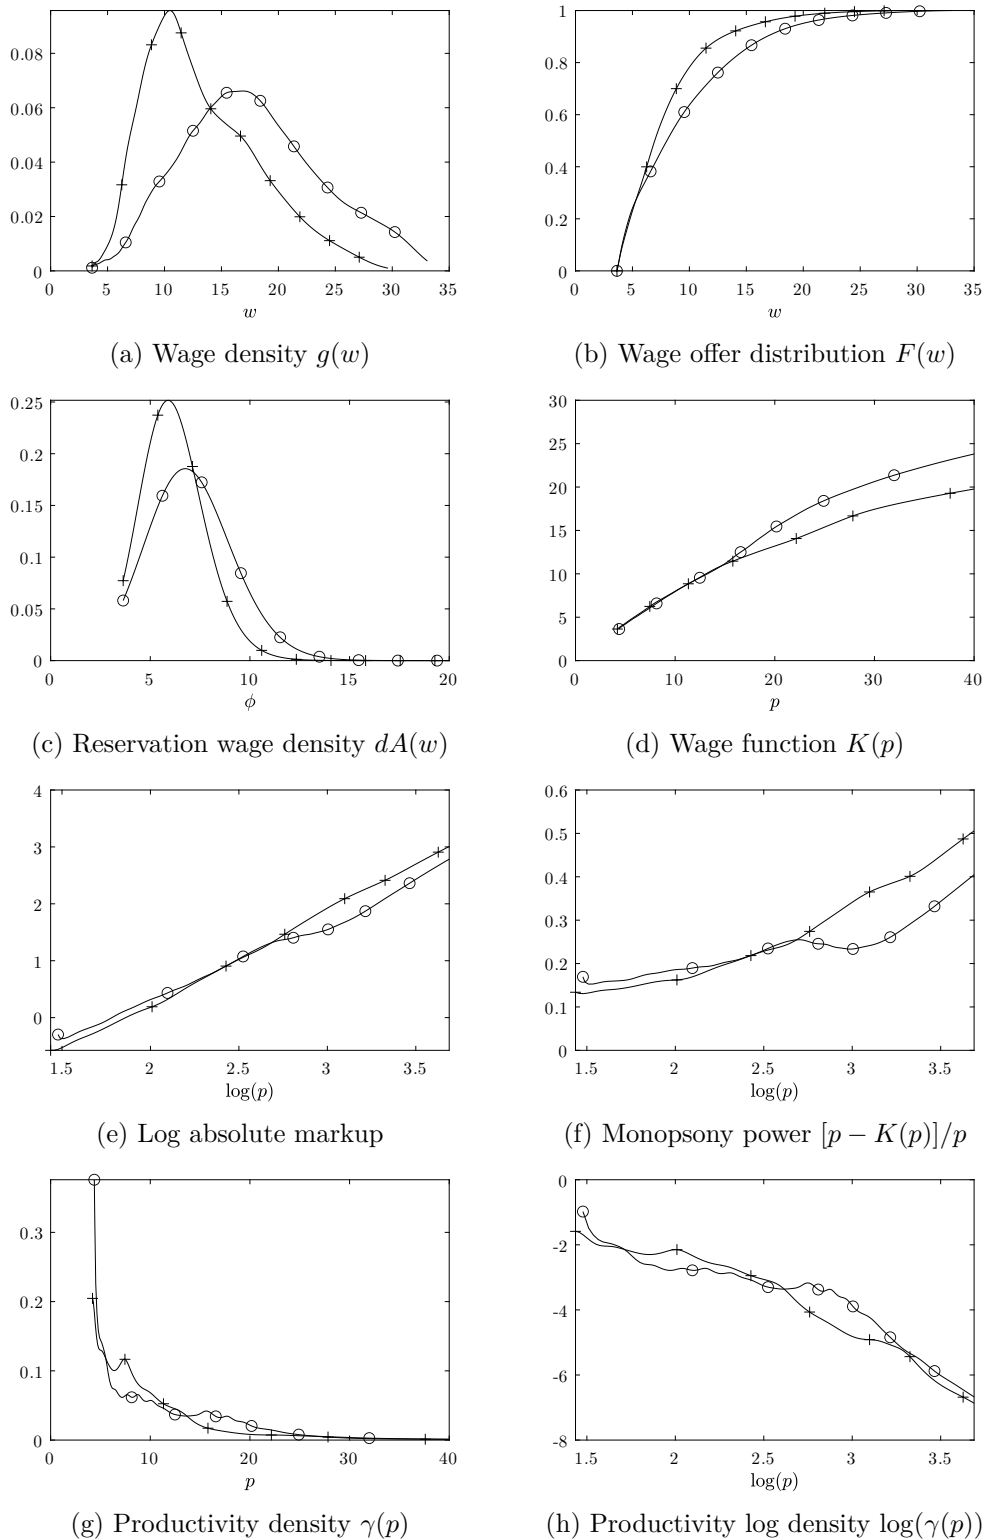 0.08
0.06
0.04
0.02
0
0 5 10 15 20 25 30 35
w
(a) Wage density g(w)
1
0.8
0.6
0.4
0.2
0
0 5 10 15 20 25 30 35
w
(b) Wage offer distribution F(w)
0.25
0.2
0.15
0.1
0.05
0
0 5 10 15 20
ϕ
(c) Reservation wage density dA(w)
30
25
20
15
10
5
0
0 10 20 30 40
p
(d) Wage function K(p)
4
3
2
1
0
1.5 2 2.5 3 3.5
log(p)
(e) Log absolute markup
0.6
0.5
0.4
0.3
0.2
0.1
0
1.5 2 2.5 3 3.5
log(p)
(f) Monopsony power [p − K(p)]/p
0.3
0.2
0.1
0
0 10 20 30 40
p
(g) Productivity density γ(p)
0
-2
-4
-6
-8
1.5 2 2.5 3 3.5
log(p)
(h) Productivity log density log(γ(p))